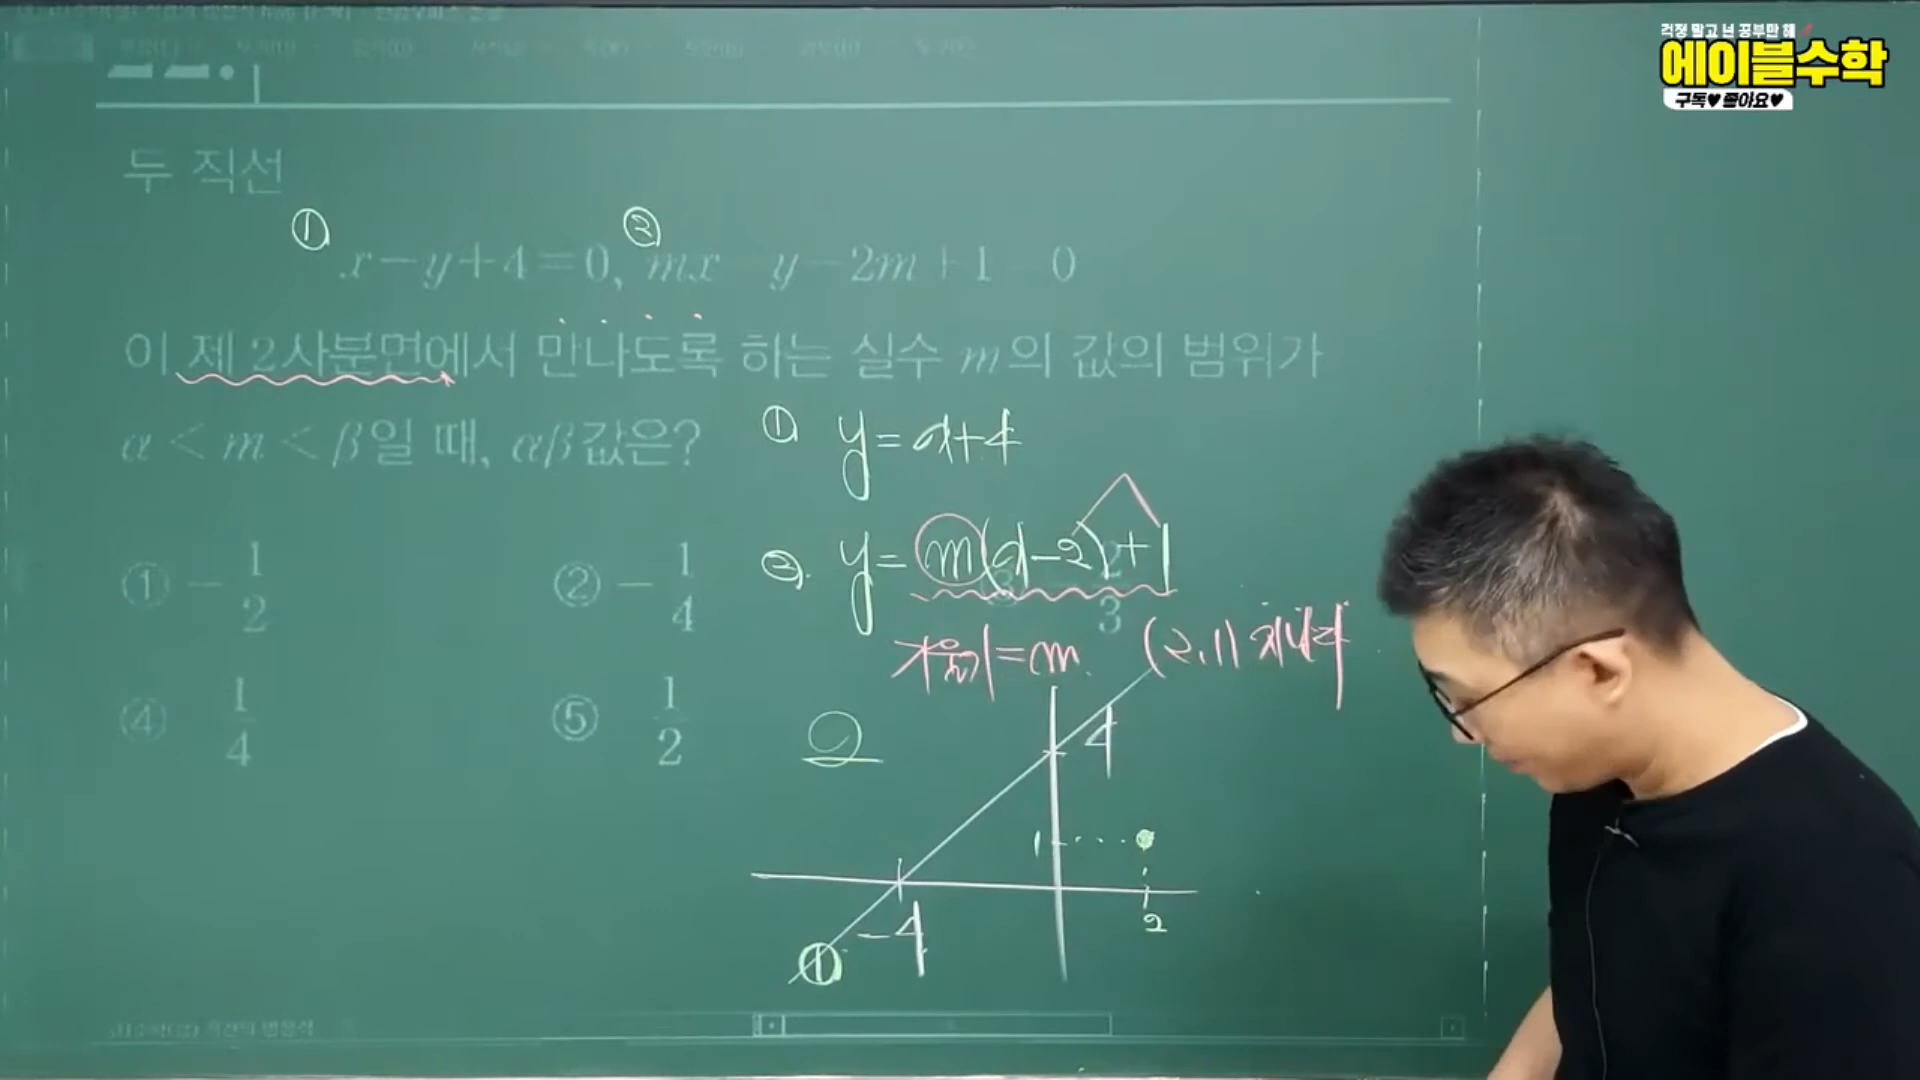 걱정 말고 넌 공부만 해
에이블수학
구독♥ 좋아요♥
두 직선
① ②
x-y+4=0, mx-y-2m+1=0
이 제 2사분면에서 만나도록 하는 실수 m의 값의 범위가
α < m < β일 때, αβ값은?
① y=x+4
② y=m(x-2)+1
① -1/2 ② -1/4 ③ -2/3
기울기=m (2,1) 지나라
④ 1/4 ⑤ 1/2
2
4
1
-4
2
①